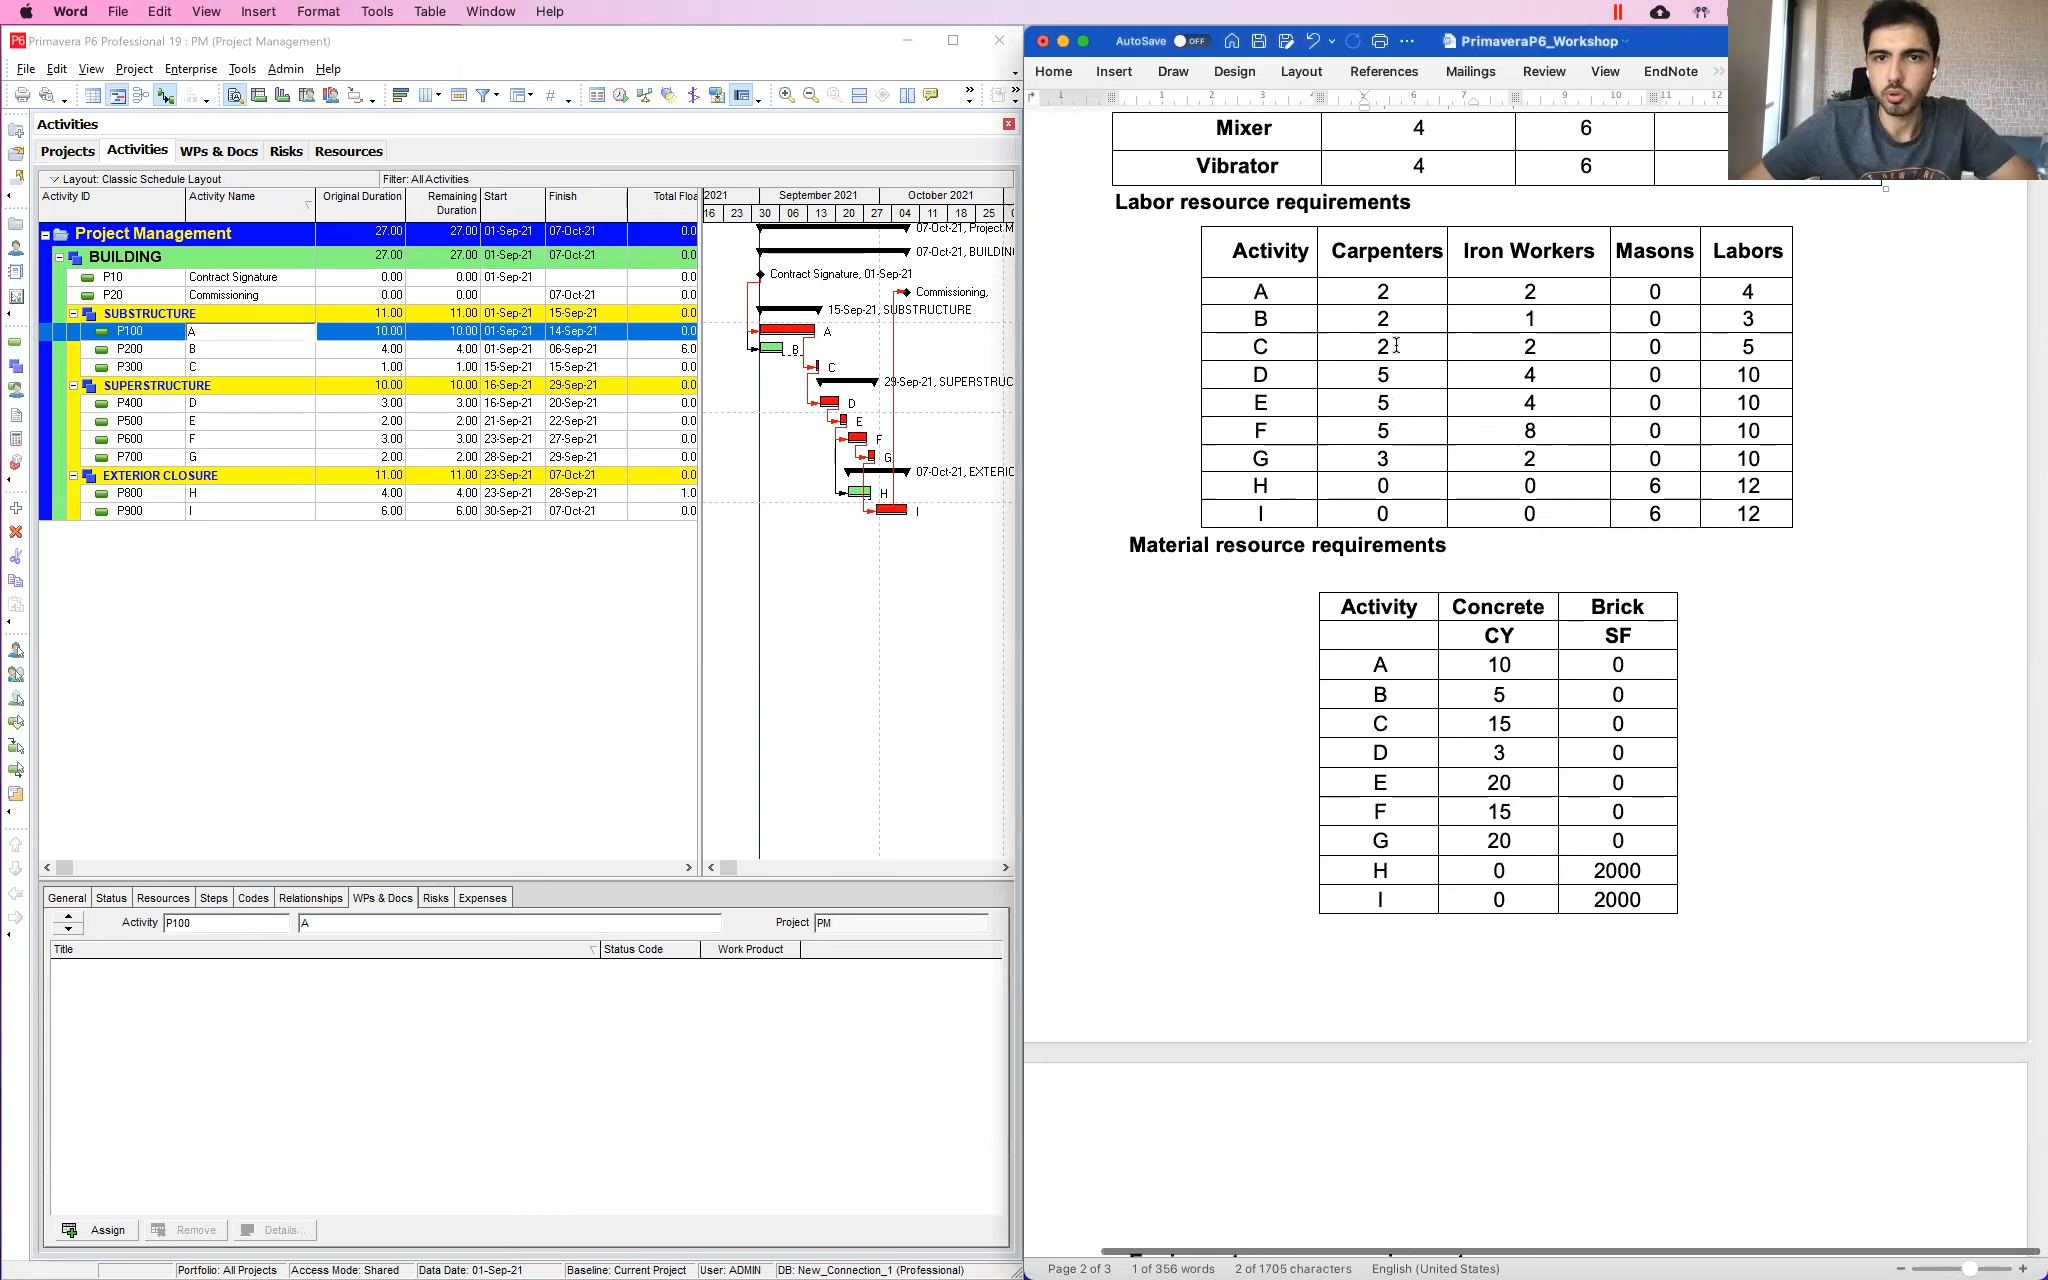 Word File Edit View Insert Format Tools Table Window Help
P6 Primavera P6 Professional 19 : PM (Project Management)
File Edit View Project Enterprise Tools Admin Help
Activities
Projects Activities WPs & Docs Risks Resources
Layout: Classic Schedule Layout Filter: All Activities
Activity ID Activity Name Original Duration Remaining Duration Start Finish Total Floa
2021 September 2021 October 2021
16 23 30 06 13 20 27 04 11 18 25
Project Management 27.00 27.00 01-Sep-21 07-Oct-21 0.0 07-Oct-21, Project M
BUILDING 27.00 27.00 01-Sep-21 07-Oct-21 0.0 07-Oct-21, BUILDIN
P10 Contract Signature 0.00 0.00 01-Sep-21 0.0 Contract Signature, 01-Sep-21
P20 Commissioning 0.00 0.00 07-Oct-21 0.0 Commissioning,
SUBSTRUCTURE 11.00 11.00 01-Sep-21 15-Sep-21 0.0 15-Sep-21, SUBSTRUCTURE
P100 A 10.00 10.00 01-Sep-21 14-Sep-21 0.0 A
P200 B 4.00 4.00 01-Sep-21 06-Sep-21 6.0 B
P300 C 1.00 1.00 15-Sep-21 15-Sep-21 0.0 C
SUPERSTRUCTURE 10.00 10.00 16-Sep-21 29-Sep-21 0.0 29-Sep-21, SUPERSTRUC
P400 D 3.00 3.00 16-Sep-21 20-Sep-21 0.0 D
P500 E 2.00 2.00 21-Sep-21 22-Sep-21 0.0 E
P600 F 3.00 3.00 23-Sep-21 27-Sep-21 0.0 F
P700 G 2.00 2.00 28-Sep-21 29-Sep-21 0.0 G
EXTERIOR CLOSURE 11.00 11.00 23-Sep-21 07-Oct-21 0.0 07-Oct-21, EXTERIC
P800 H 4.00 4.00 23-Sep-21 28-Sep-21 1.0 H
P900 I 6.00 6.00 30-Sep-21 07-Oct-21 0.0 I
General Status Resources Steps Codes Relationships WPs & Docs Risks Expenses
Activity P100 A Project PM
Title Status Code Work Product
Assign Remove Details...
Portfolio: All Projects Access Mode: Shared Data Date: 01-Sep-21 Baseline: Current Project User: ADMIN DB: New_Connection_1 (Professional)
AutoSave OFF PrimaveraP6_Workshop
Home Insert Draw Design Layout References Mailings Review View EndNote
1 1 2 3 4 6 7 8 9 10 11 12
Mixer 4 6
Vibrator 4 6
Labor resource requirements
Activity Carpenters Iron Workers Masons Labors
A 2 2 0 4
B 2 1 0 3
C 2 2 0 5
D 5 4 0 10
E 5 4 0 10
F 5 8 0 10
G 3 2 0 10
H 0 0 6 12
I 0 0 6 12
Material resource requirements
Activity Concrete Brick
CY SF
A 10 0
B 5 0
C 15 0
D 3 0
E 20 0
F 15 0
G 20 0
H 0 2000
I 0 2000
Page 2 of 3 1 of 356 words 2 of 1705 characters English (United States)